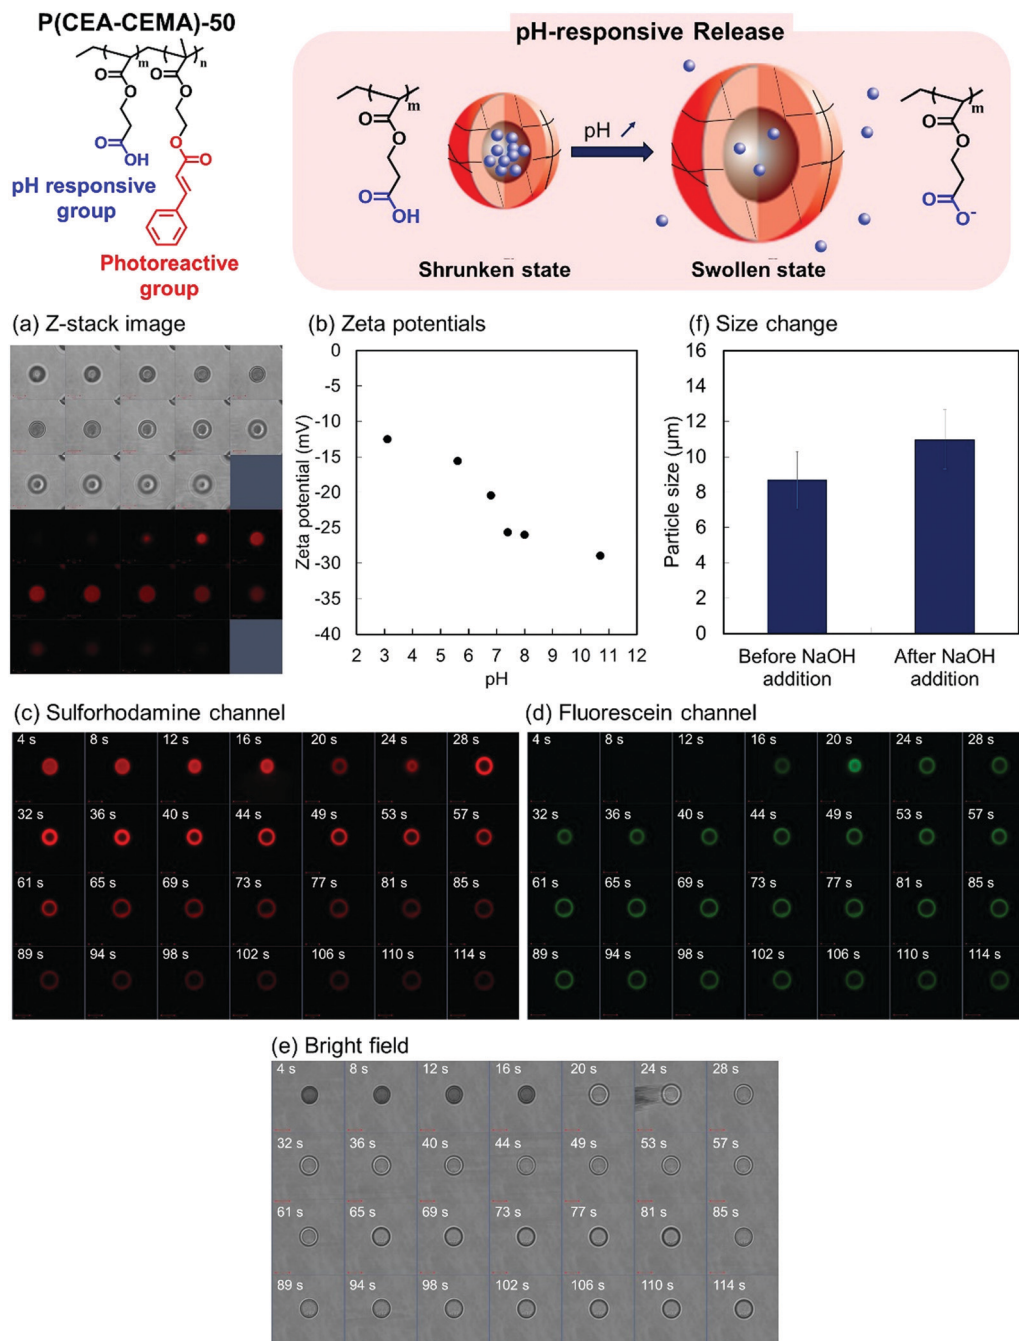 P(CEA-CEMA)-50
m
n
O
O
O
O
O
OH
O
O
pH responsive
group
Photoreactive
group
pH-responsive Release
m
O
O
O
OH
pH
m
O
O
O
O-
Shrunken state
Swollen state
(a) Z-stack image
(b) Zeta potentials
0
-5
-10
-15
-20
-25
-30
-35
-40
Zeta potential (mV)
2 3 4 5 6 7 8 9 10 11 12
pH
(f) Size change
16
14
12
10
8
6
4
2
0
Particle size (µm)
Before NaOH
addition
After NaOH
addition
(c) Sulforhodamine channel
4 s 8 s 12 s 16 s 20 s 24 s 28 s
32 s 36 s 40 s 44 s 49 s 53 s 57 s
61 s 65 s 69 s 73 s 77 s 81 s 85 s
89 s 94 s 98 s 102 s 106 s 110 s 114 s
(d) Fluorescein channel
4 s 8 s 12 s 16 s 20 s 24 s 28 s
32 s 36 s 40 s 44 s 49 s 53 s 57 s
61 s 65 s 69 s 73 s 77 s 81 s 85 s
89 s 94 s 98 s 102 s 106 s 110 s 114 s
(e) Bright field
4 s 8 s 12 s 16 s 20 s 24 s 28 s
32 s 36 s 40 s 44 s 49 s 53 s 57 s
61 s 65 s 69 s 73 s 77 s 81 s 85 s
89 s 94 s 98 s 102 s 106 s 110 s 114 s